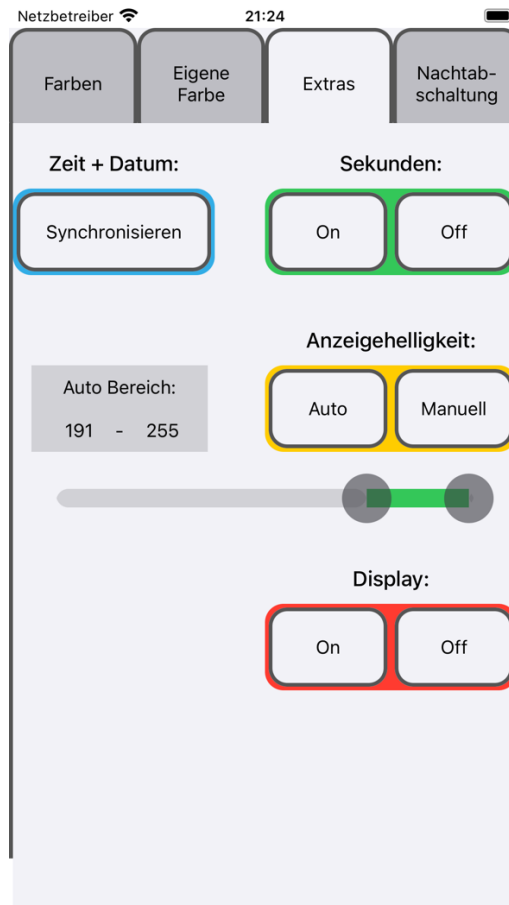 Netzbetreiber 21:24
Farben
Eigene
Farbe
Extras
Nachtab-
schaltung
Zeit + Datum:
Sekunden:
Synchronisieren
On
Off
Anzeigehelligkeit:
Auto Bereich:
191 - 255
Auto
Manuell
Display:
On
Off